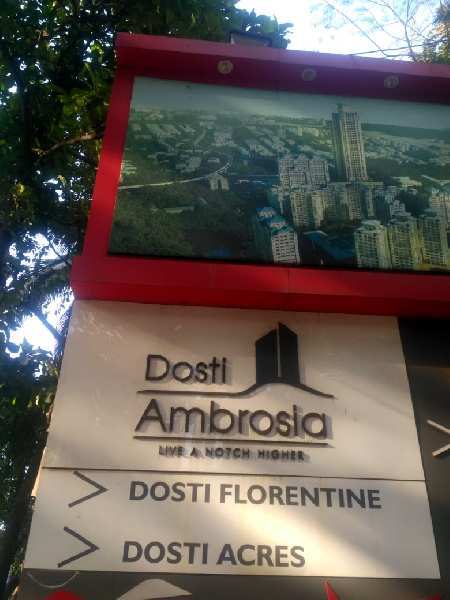 Dosti
Ambrosia
LIVE A NOTCH HIGHER
DOSTI FLORENTINE
DOSTI ACRES